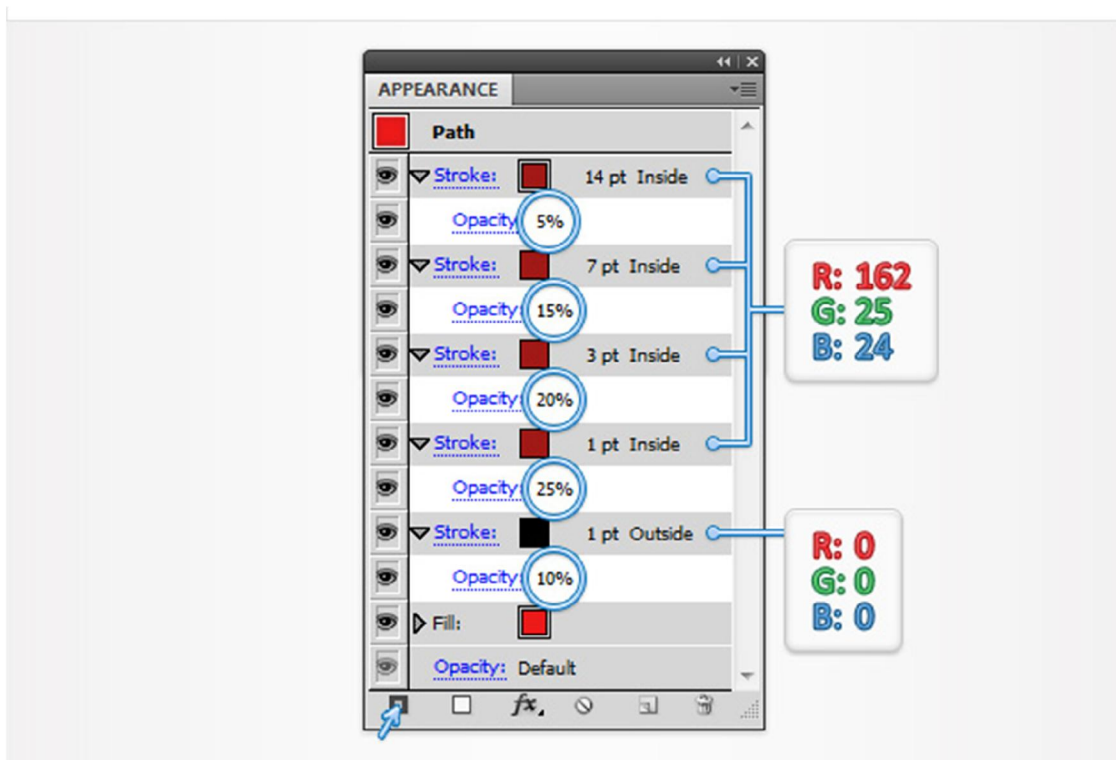 APPEARANCE
Path
Stroke: 14 pt Inside
Opacity 5%
Stroke: 7 pt Inside
Opacity: 15%
Stroke: 3 pt Inside
Opacity: 20%
Stroke: 1 pt Inside
Opacity: 25%
Stroke: 1 pt Outside
Opacity: 10%
Fill:
Opacity: Default
fx
R: 162
G: 25
B: 24
R: 0
G: 0
B: 0